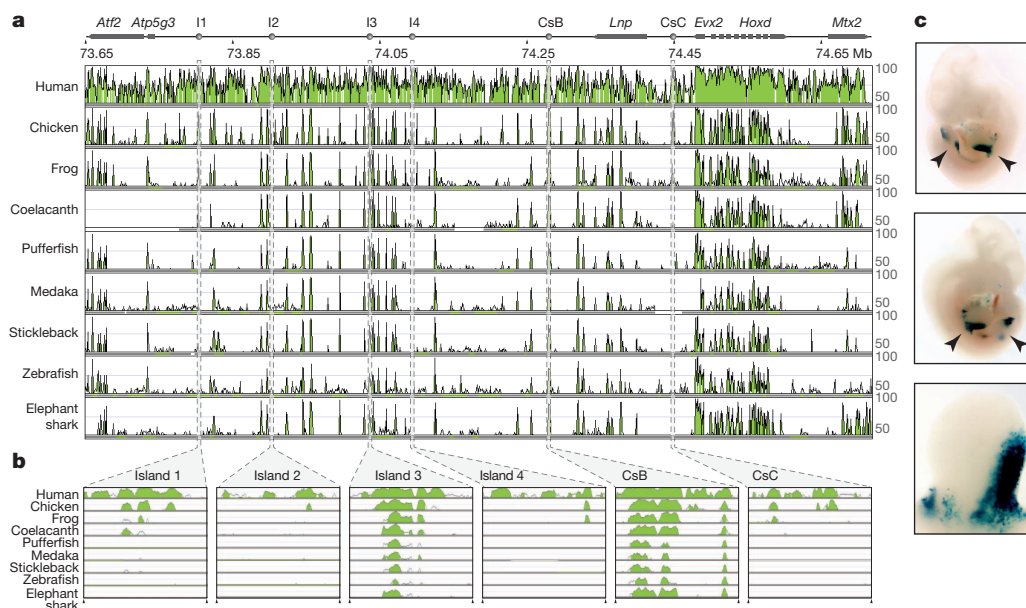 a
Atf2 Atp5g3 I1 I2 I3 I4 CsB Lnp CsC Evx2 Hoxd Mtx2
73.65 73.85 74.05 74.25 74.45 74.65 Mb
Human 100
50
Chicken 100
50
Frog 100
50
Coelacanth 100
50
Pufferfish 100
50
Medaka 100
50
Stickleback 100
50
Zebrafish 100
50
Elephant shark 100
50
b
Island 1 Island 2 Island 3 Island 4 CsB CsC
Human
Chicken
Frog
Coelacanth
Pufferfish
Medaka
Stickleback
Zebrafish
Elephant
shark
c